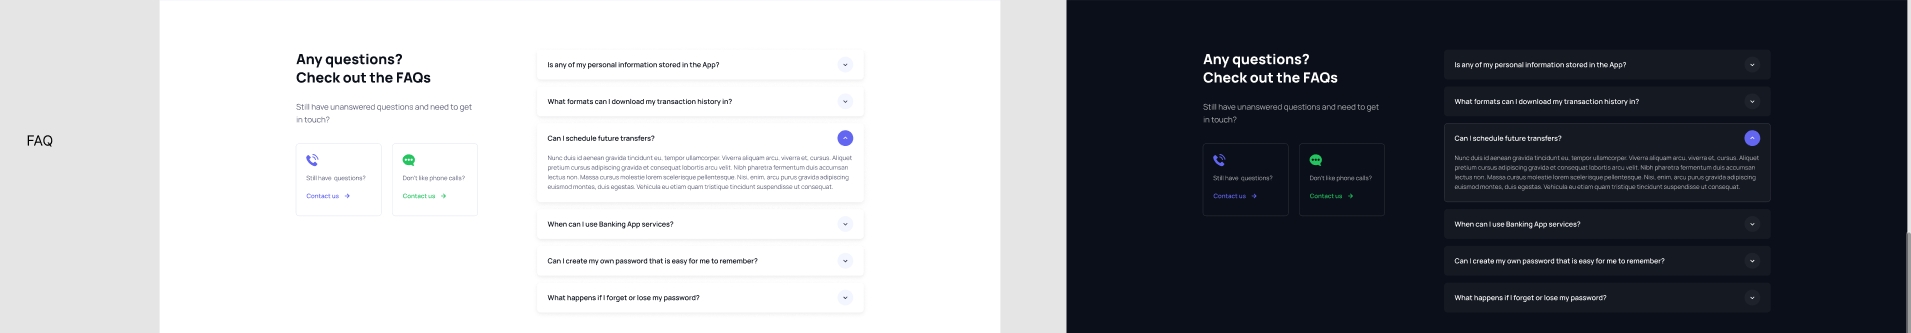 FAQ
Any questions?
Check out the FAQs
Still have unanswered questions and need to get
in touch?
Still have questions?
Contact us
Don't like phone calls?
Contact us
Is any of my personal information stored in the App?
What formats can I download my transaction history in?
Can I schedule future transfers?
Nunc duis id aenean gravida tincidunt eu, tempor ullamcorper. Viverra aliquam arcu, viverra et, cursus. Aliquet
pretium cursus adipiscing gravida et consequat lobortis arcu velit. Nibh pharetra fermentum duis accumsan
lectus non. Massa cursus molestie lorem scelerisque pellentesque. Nisi, enim, arcu purus gravida adipiscing
euismod montes, duis egestas. Vehicula eu etiam quam tristique tincidunt suspendisse ut consequat.
When can I use Banking App services?
Can I create my own password that is easy for me to remember?
What happens if I forget or lose my password?
Any questions?
Check out the FAQs
Still have unanswered questions and need to get
in touch?
Still have questions?
Contact us
Don't like phone calls?
Contact us
Is any of my personal information stored in the App?
What formats can I download my transaction history in?
Can I schedule future transfers?
Nunc duis id aenean gravida tincidunt eu, tempor ullamcorper. Viverra aliquam arcu, viverra et, cursus. Aliquet
pretium cursus adipiscing gravida et consequat lobortis arcu velit. Nibh pharetra fermentum duis accumsan
lectus non. Massa cursus molestie lorem scelerisque pellentesque. Nisi, enim, arcu purus gravida adipiscing
euismod montes, duis egestas. Vehicula eu etiam quam tristique tincidunt suspendisse ut consequat.
When can I use Banking App services?
Can I create my own password that is easy for me to remember?
What happens if I forget or lose my password?